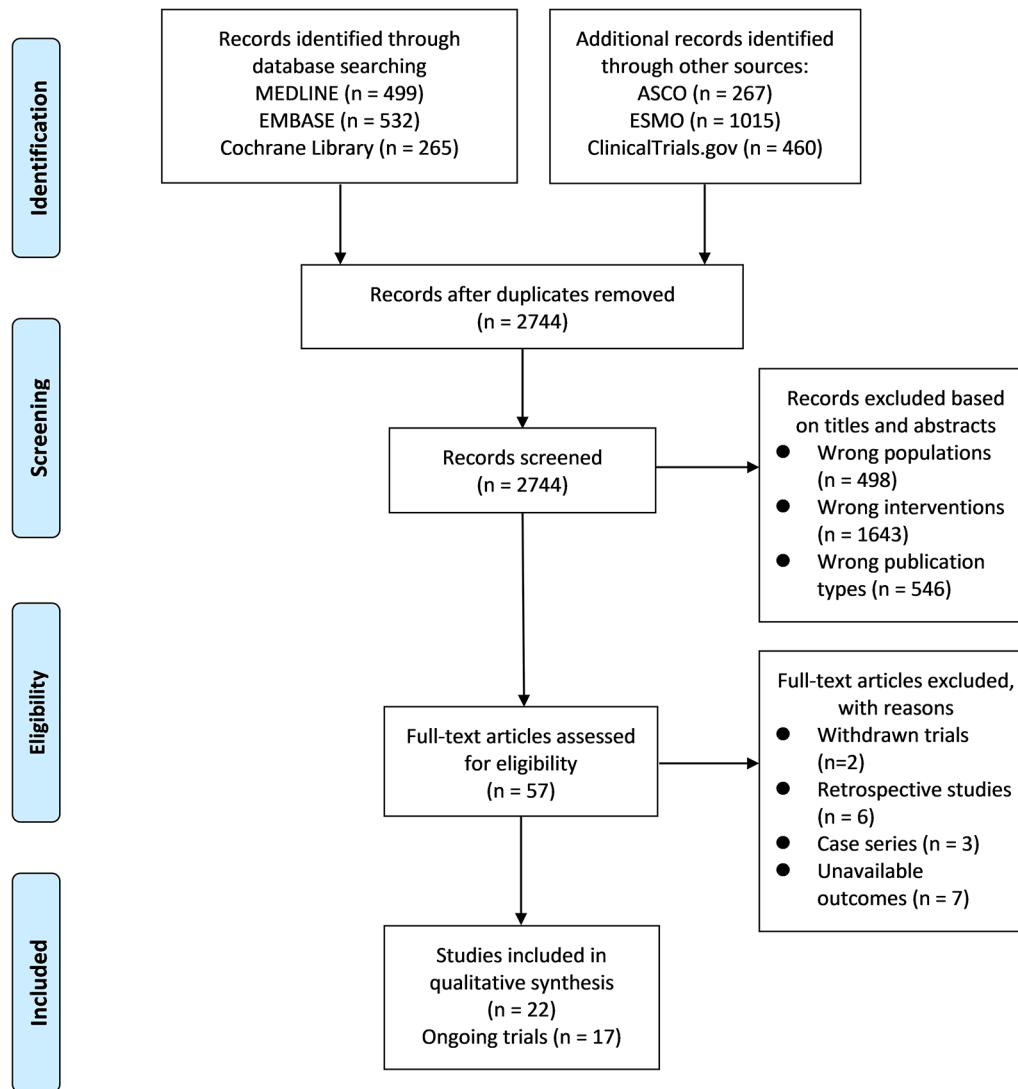 Identification
Records identified through
database searching
MEDLINE (n = 499)
EMBASE (n = 532)
Cochrane Library (n = 265)
Additional records identified
through other sources:
ASCO (n = 267)
ESMO (n = 1015)
ClinicalTrials.gov (n = 460)
Records after duplicates removed
(n = 2744)
Screening
Records screened
(n = 2744)
Records excluded based
on titles and abstracts
● Wrong populations
(n = 498)
● Wrong interventions
(n = 1643)
● Wrong publication
types (n = 546)
Eligibility
Full-text articles assessed
for eligibility
(n = 57)
Full-text articles excluded,
with reasons
● Withdrawn trials
(n=2)
● Retrospective studies
(n = 6)
● Case series (n = 3)
● Unavailable
outcomes (n = 7)
Included
Studies included in
qualitative synthesis
(n = 22)
Ongoing trials (n = 17)